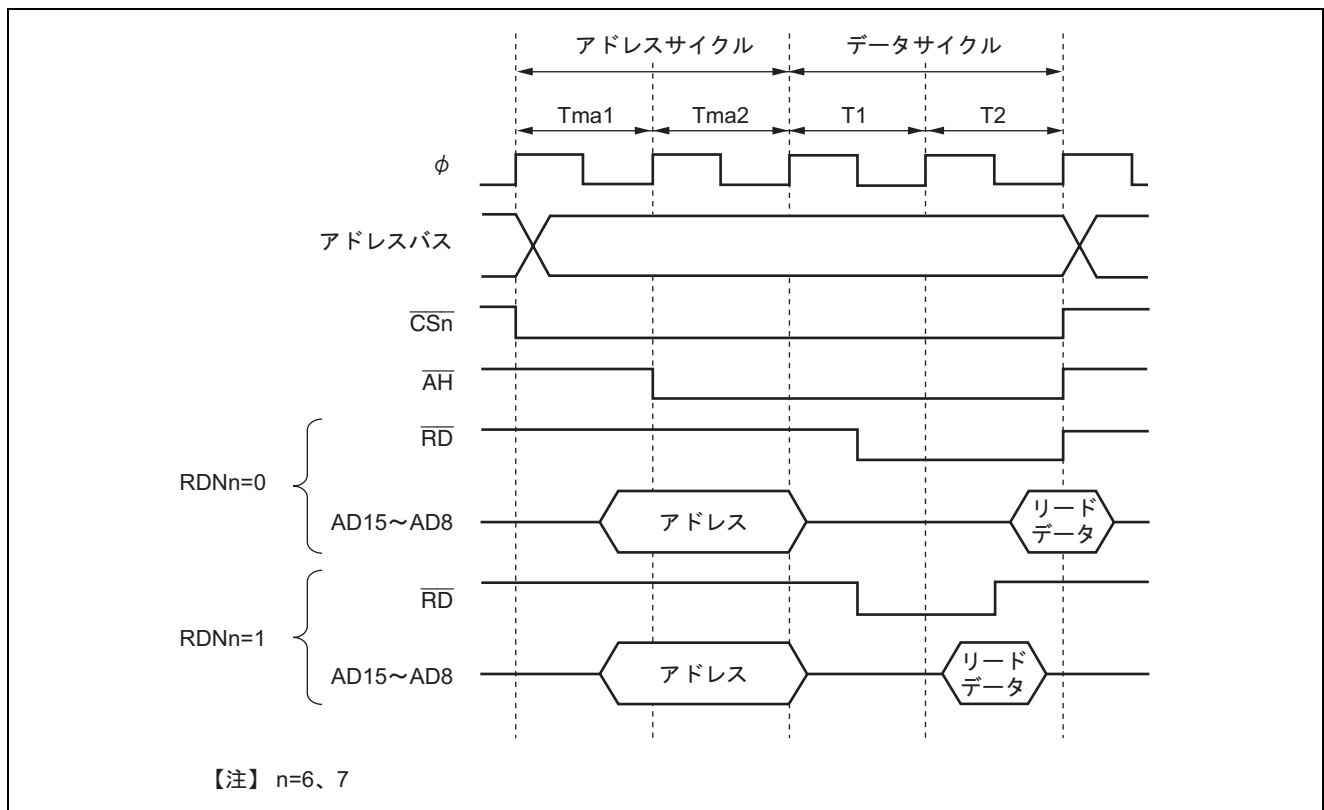 アドレスサイクル データサイクル
Tma1 Tma2 T1 T2
φ
アドレスバス
CSn
AH
RDNn=0
RD
AD15～AD8 アドレス リード
データ
RDNn=1
RD
AD15～AD8 アドレス リード
データ
【注】 n=6、7